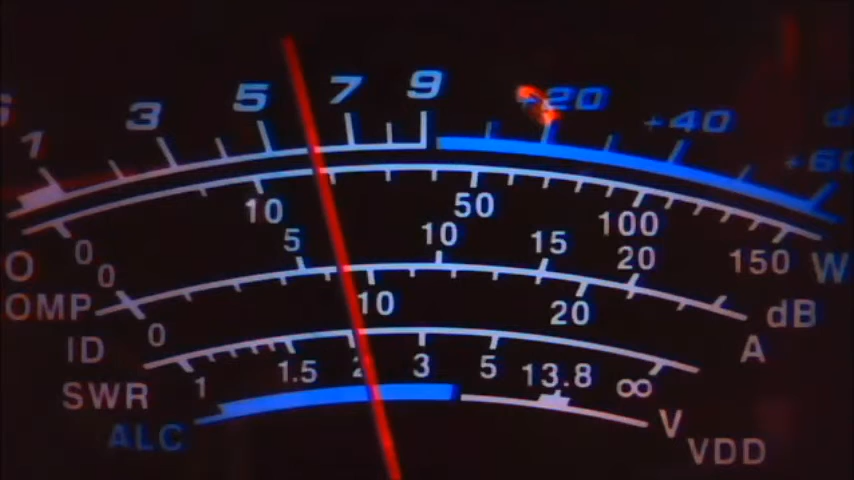 1 3 5 7 9 +20 +40 +60 d
0 10 50 100 150 W
0 5 10 15 20 dB
OMP 0 10 20 A
ID
SWR 1 1.5 2 3 5 ∞
13.8 V
ALC VDD